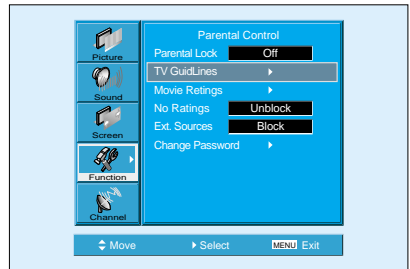 Parental Control
Picture
Parental Lock Off
TV GuidLines
Sound
Movie Retings
No Ratings Unblock
Screen
Ext. Sources Block
Change Password
Function
Channel
Move Select MENU Exit